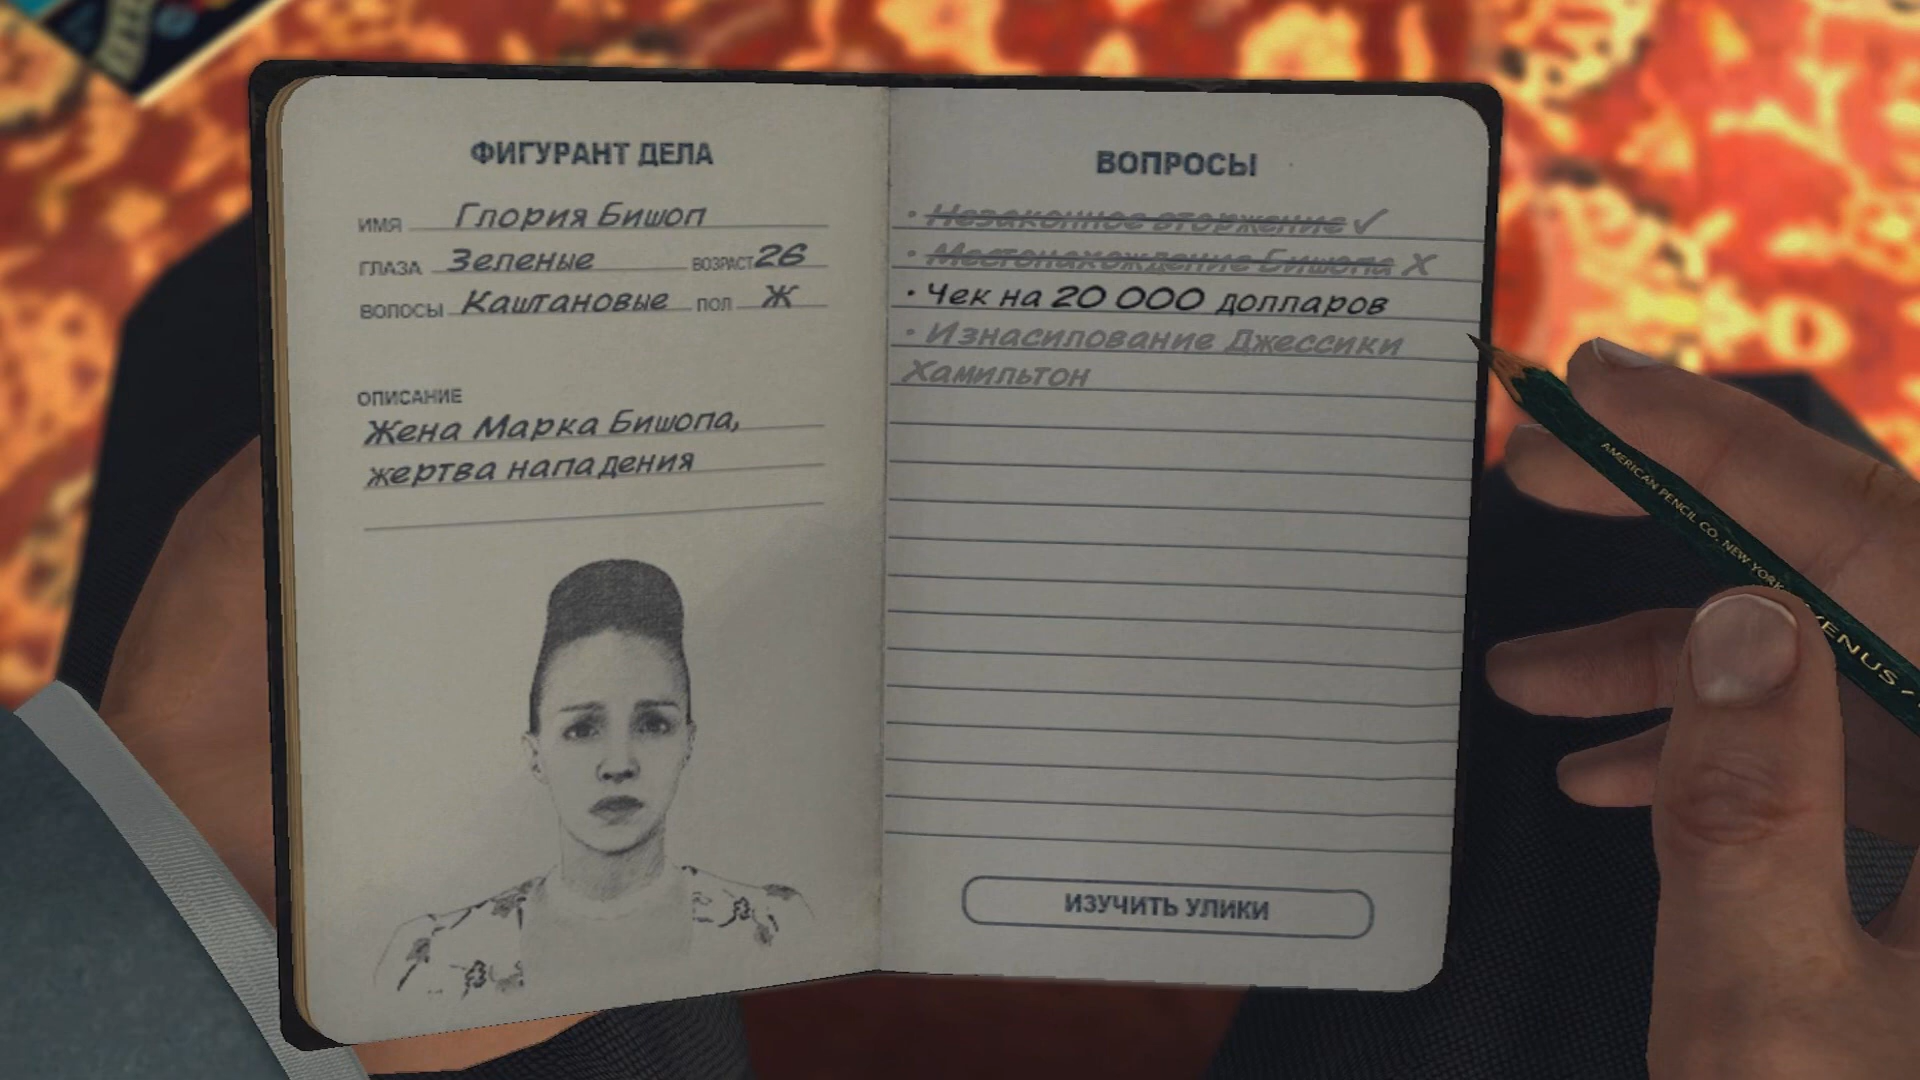 ФИГУРАНТ ДЕЛА
ИМЯ Глория Бишоп
ГЛАЗА Зеленые ВОЗРАСТ 26
ВОЛОСЫ Каштановые ПОЛ Ж
ОПИСАНИЕ
Жена Марка Бишопа,
жертва нападения
ВОПРОСЫ
• Незаконное вторжение ✓
• Местонахождение Бишопа X
• Чек на 20 000 долларов
• Изнасилование Джессики
Хамильтон
ИЗУЧИТЬ УЛИКИ
AMERICAN PENCIL CO. NEW YORK VENUS